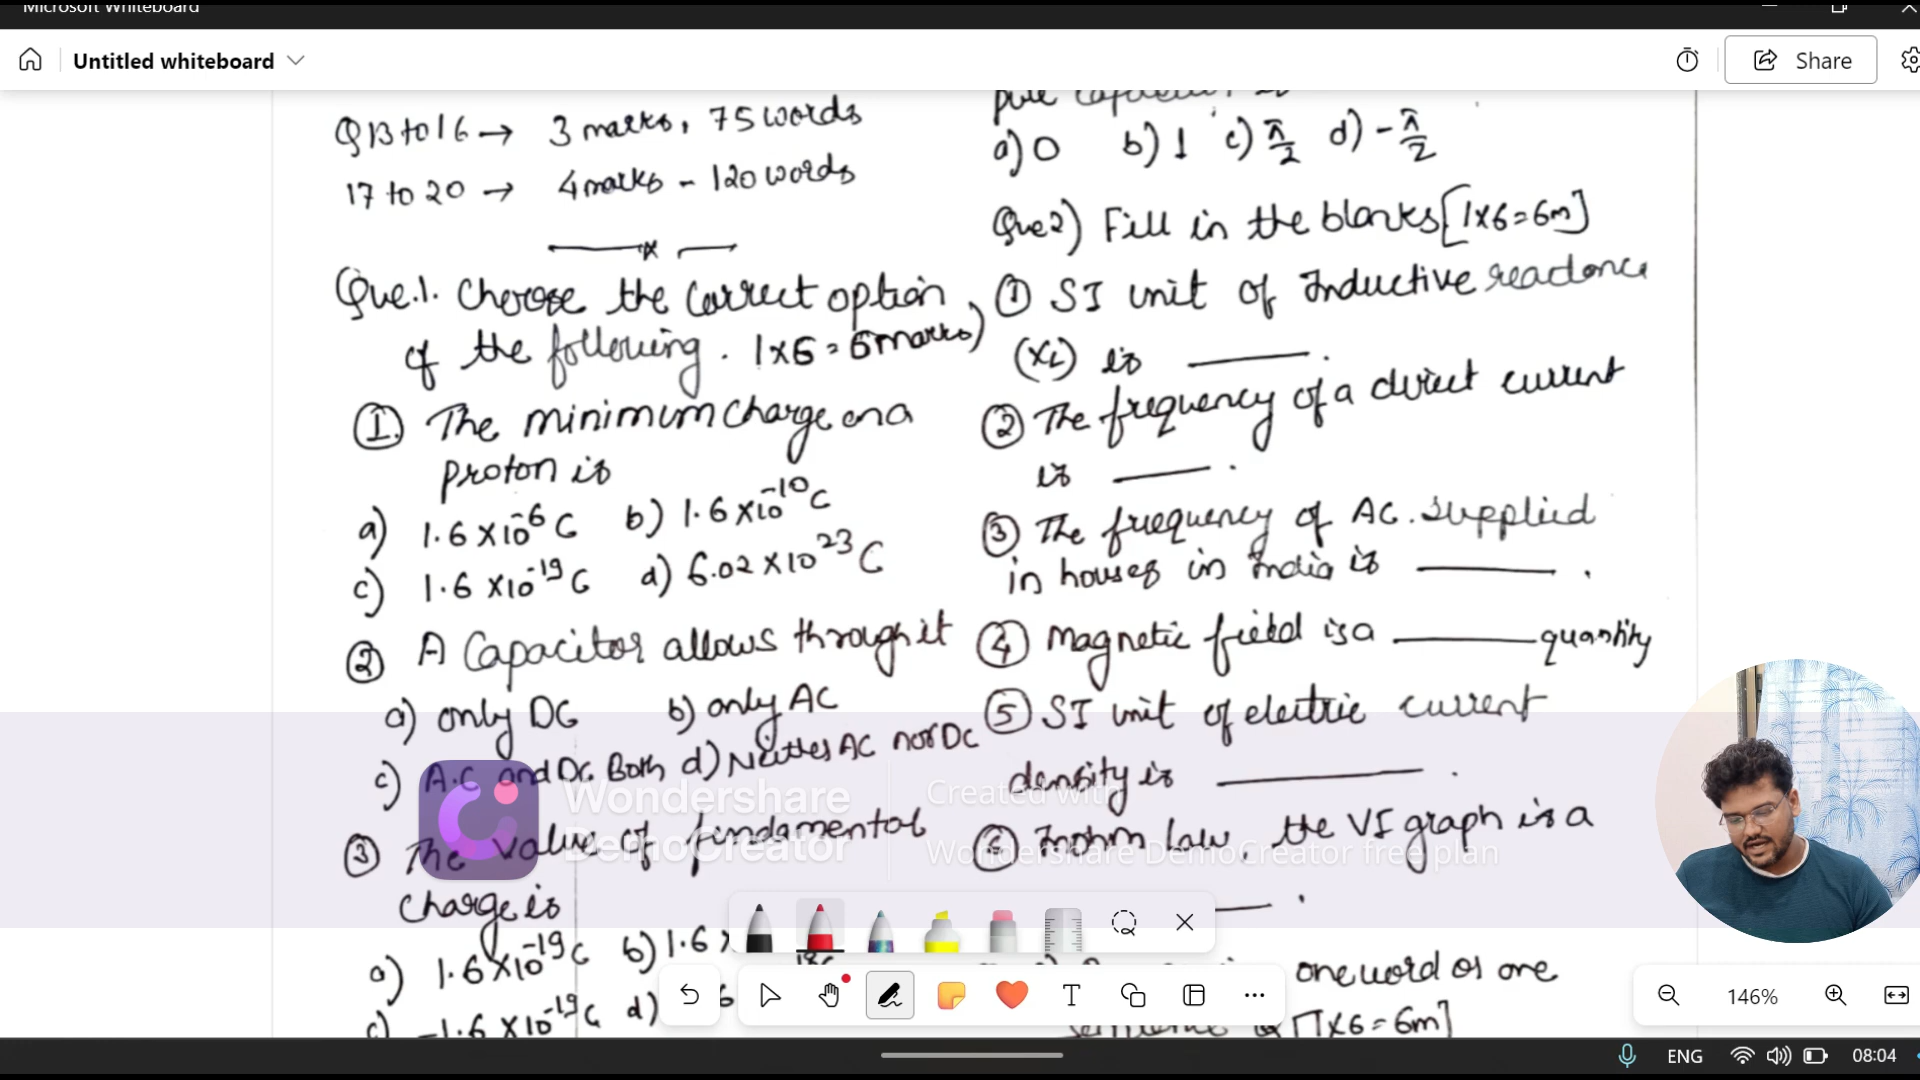 Microsoft Whiteboard
Untitled whiteboard
Share
Q13 to 16 → 3 marks, 75 words
17 to 20 → 4 marks - 120 words
Que.1. Choose the correct option
of the following. 1x6 = 6 marks)
① The minimum charge on a
proton is
a) 1.6 x 10⁻⁶ C b) 1.6 x 10⁻¹⁰ C
c) 1.6 x 10⁻¹⁹ C d) 6.02 x 10²³ C
② A Capacitor allows through it
a) only DC b) only AC
c) A.C and DC. Both d) Neither AC nor DC
③ The value of fundamental
charge is
a) 1.6 x 10⁻¹⁹ C b) 1.6 x
c) -1.6 x 10⁻¹⁹ C d) 6
pure capacitor
a) 0 b) 1 c) π/2 d) -π/2
Que2) Fill in the blanks [1x6=6m]
① SI unit of Inductive reactance
(XL) is ______.
② The frequency of a direct current
is ______.
③ The frequency of AC. supplied
in houses in India is ______.
④ magnetic field is a ______ quantity
⑤ SI unit of electric current
density is ______.
⑥ In ohm law, the VI graph is a
______.
one word or one
sentence [1x6=6m]
Wondershare
DemoCreator
Created with
Wondershare DemoCreator free plan
146%
ENG
08:04